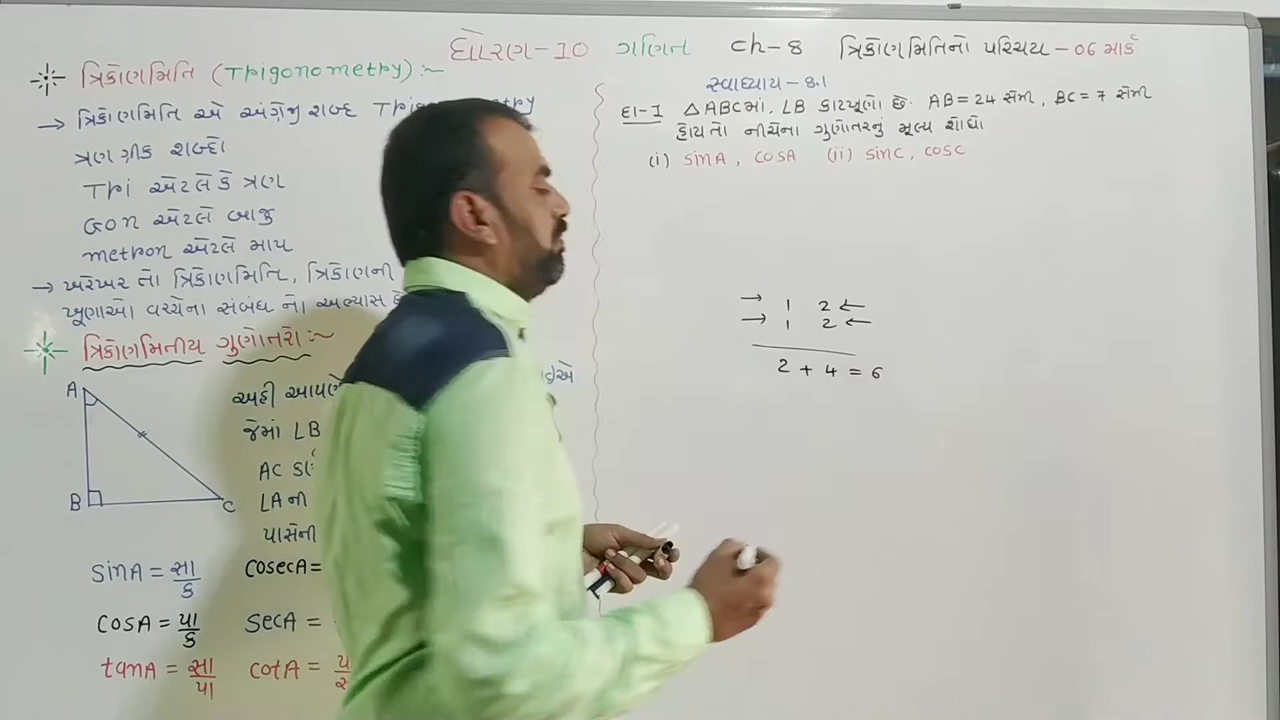 ધોરણ-10 ગણિત Ch-8 ત્રિકોણમિતિનો પરિચય-06 માર્ક
ત્રિકોણમિતિ (Trigonometry):~
→ ત્રિકોણમિતિ એ અંગ્રેજી શબ્દ
ત્રણ ગ્રીક શબ્દો
Tri એટલે કે ત્રણ
Gon એટલે બાજુ
metron એટલે માપ
→ ખરેખર તો ત્રિકોણમિતિ, ત્રિકોણની
ખૂણાઓ વચ્ચેના સંબંધ નો અભ્યાસ
ત્રિકોણમિતીય ગુણોતરો:~
A
B
C
અહીં
જેમાં ∠B
AC
∠A ની
પાસેની
sinA = સા/ક cosecA =
cosA = પા/ક secA =
tanA = સા/પા cotA =
સ્વાધ્યાય-8.1
દા-1 △ABC માં, ∠B કાટખૂણો છે. AB = 24 સેમી, BC = 7 સેમી
હોય તો નીચેના ગુણોતરનું મૂલ્ય શોધો
(i) sinA, cosA (ii) sinC, cosC
→ 1 2 ←
→ 1 2 ←
2 + 4 = 6